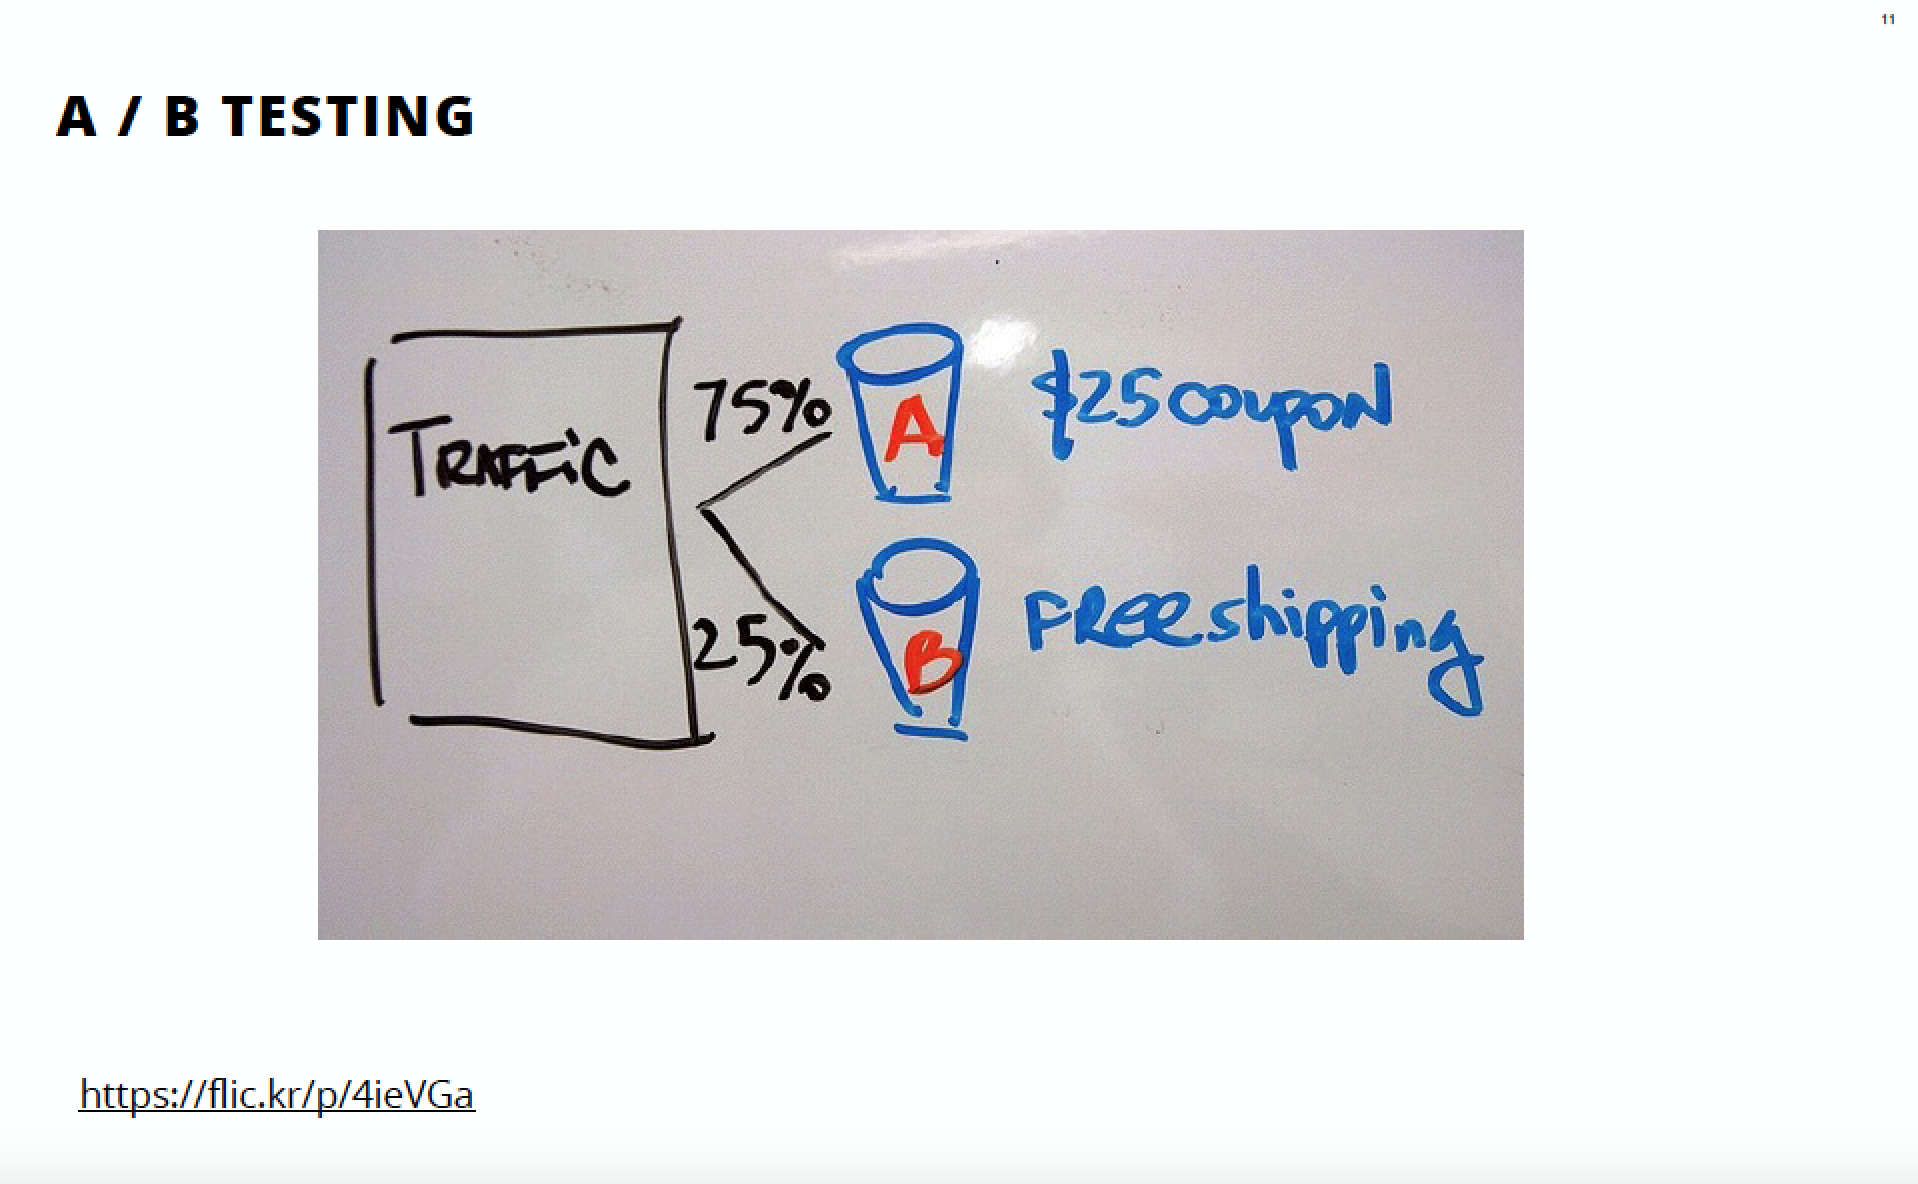 11
A / B TESTING
TRAFFiC
75%
A
$25 coupon
25%
B
FREE shipping
https://flic.kr/p/4ieVGa